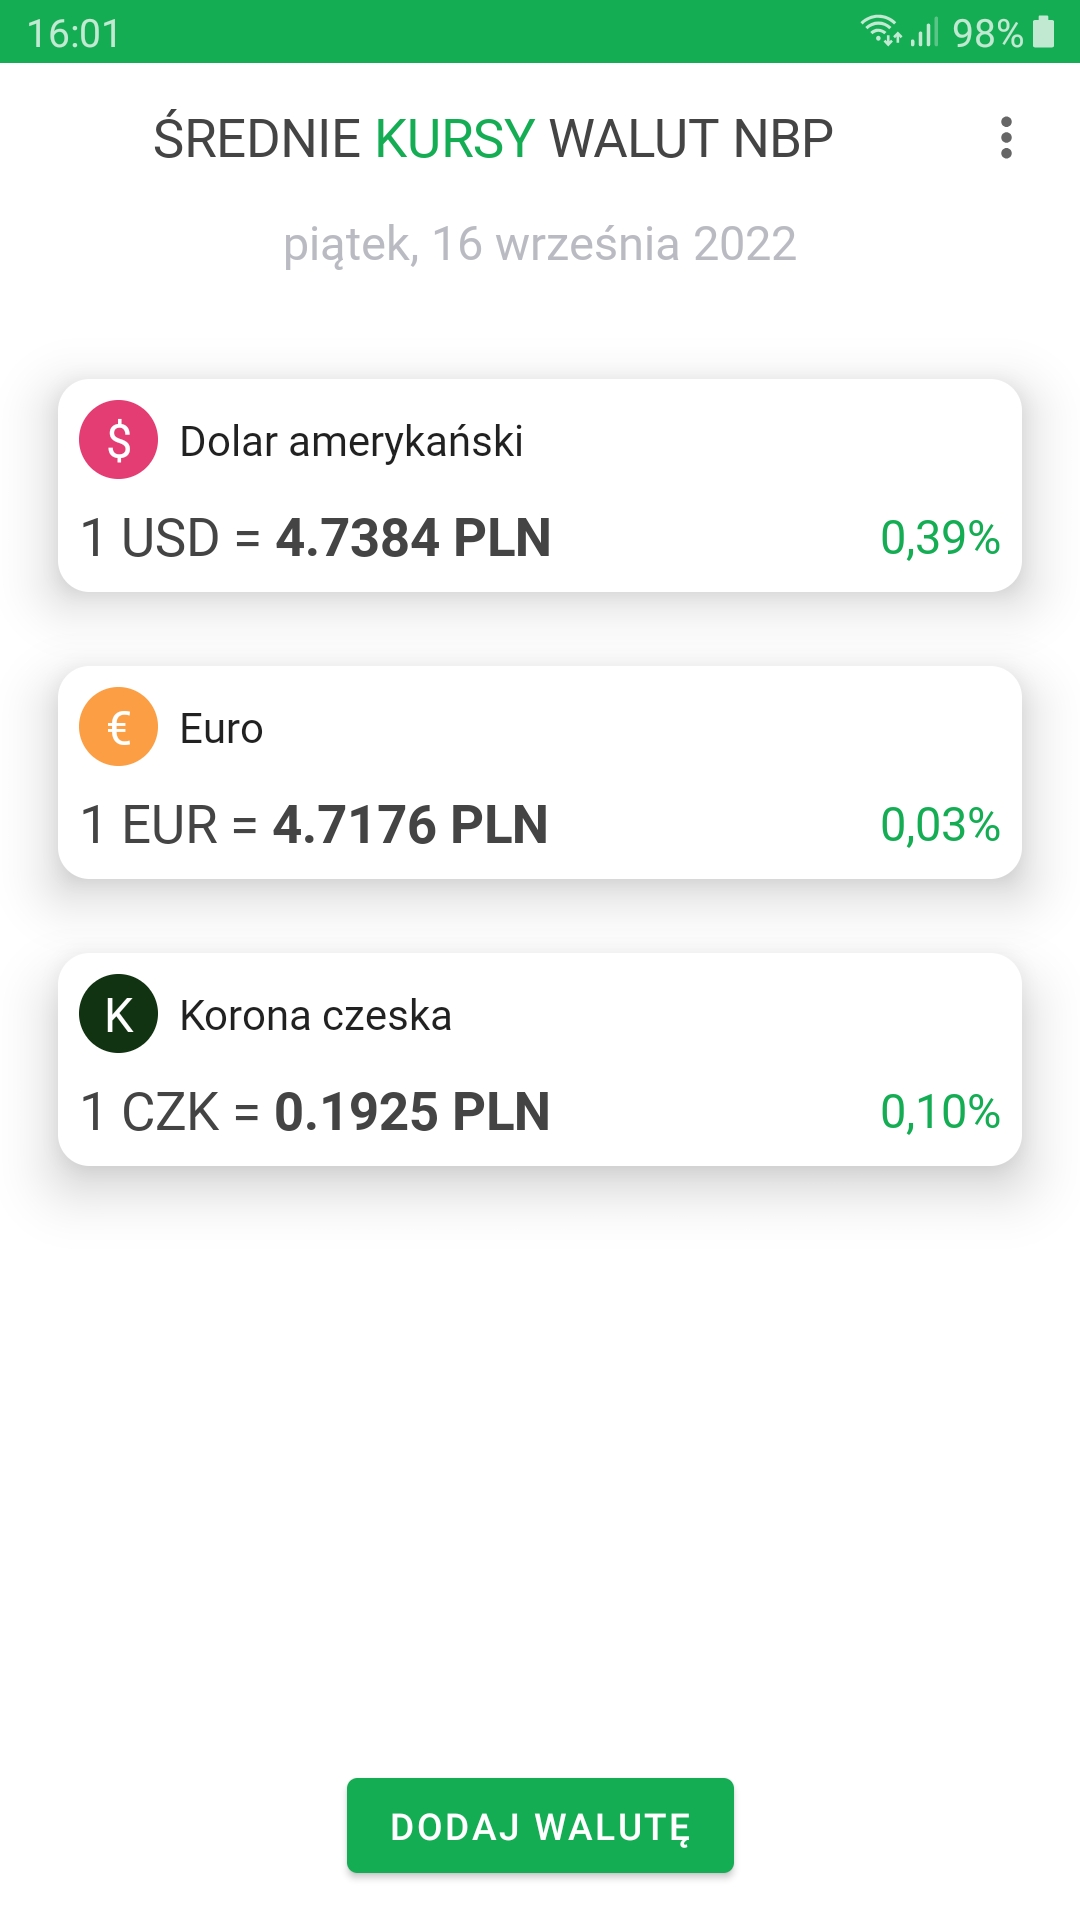 16:01 98%
ŚREDNIE KURSY WALUT NBP
piątek, 16 września 2022
$ Dolar amerykański
1 USD = 4.7384 PLN 0,39%
€ Euro
1 EUR = 4.7176 PLN 0,03%
K Korona czeska
1 CZK = 0.1925 PLN 0,10%
DODAJ WALUTĘ